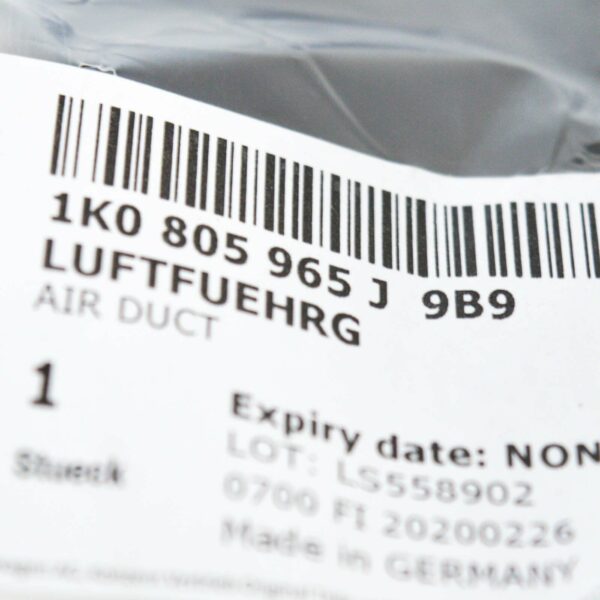 1K0 805 965 J 9B9
LUFTFUEHRG
AIR DUCT
1
Stueck
Expiry date: NON
LOT: LS558902
0700 FI 20200226
Made in GERMANY